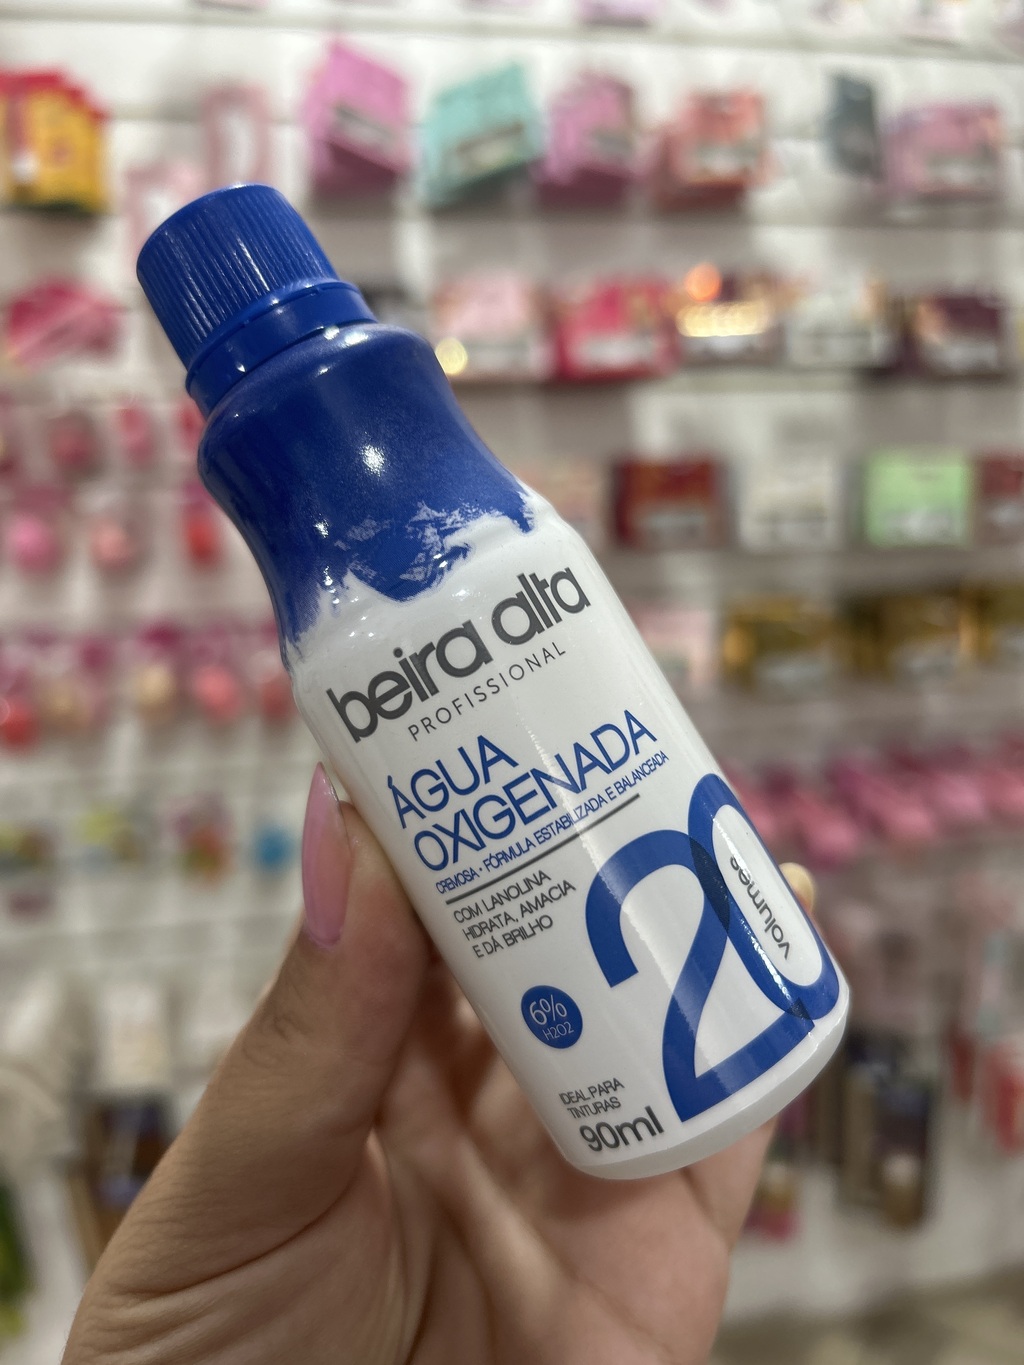 beira alta
PROFISSIONAL
ÁGUA
OXIGENADA
CREMOSA - FÓRMULA ESTABILIZADA E BALANCEADA
COM LANOLINA
HIDRATA, AMACIA
E DÁ BRILHO
20
volumes
6%
H2O2
IDEAL PARA
TINTURAS
90ml